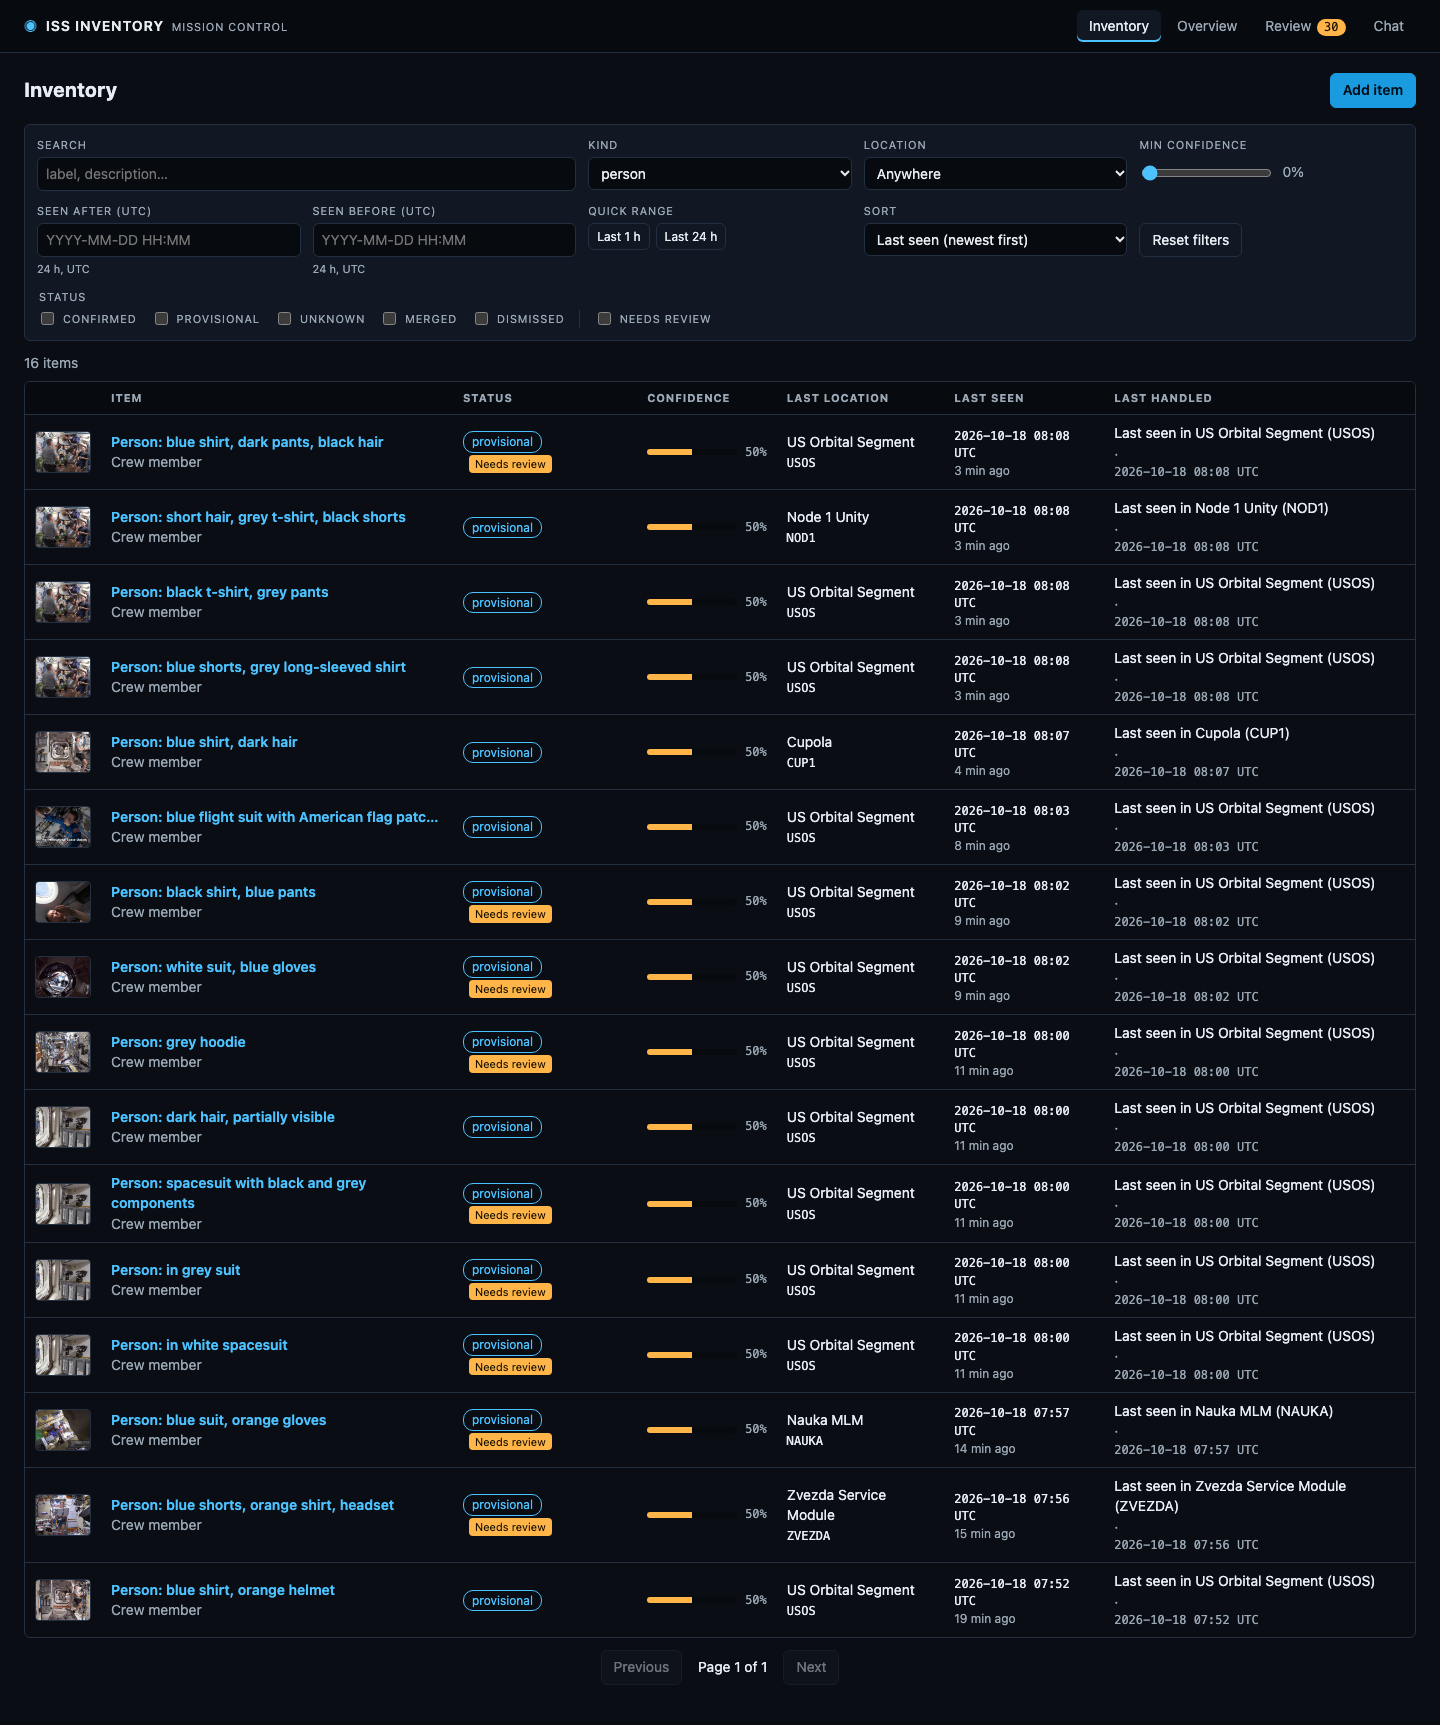 ISS INVENTORY MISSION CONTROL
Inventory Overview Review 30 Chat
Inventory
Add item
SEARCH KIND LOCATION MIN CONFIDENCE
label, description... person Anywhere 0%
SEEN AFTER (UTC) SEEN BEFORE (UTC) QUICK RANGE SORT
YYYY-MM-DD HH:MM YYYY-MM-DD HH:MM Last 1 h Last 24 h Last seen (newest first) Reset filters
24 h, UTC 24 h, UTC
STATUS
CONFIRMED PROVISIONAL UNKNOWN MERGED DISMISSED NEEDS REVIEW
16 items
ITEM STATUS CONFIDENCE LAST LOCATION LAST SEEN LAST HANDLED
Person: blue shirt, dark pants, black hair
Crew member
provisional
Needs review
50%
US Orbital Segment
USOS
2026-10-18 08:08
UTC
3 min ago
Last seen in US Orbital Segment (USOS)
·
2026-10-18 08:08 UTC
Person: short hair, grey t-shirt, black shorts
Crew member
provisional
50%
Node 1 Unity
NOD1
2026-10-18 08:08
UTC
3 min ago
Last seen in Node 1 Unity (NOD1)
·
2026-10-18 08:08 UTC
Person: black t-shirt, grey pants
Crew member
provisional
50%
US Orbital Segment
USOS
2026-10-18 08:08
UTC
3 min ago
Last seen in US Orbital Segment (USOS)
·
2026-10-18 08:08 UTC
Person: blue shorts, grey long-sleeved shirt
Crew member
provisional
50%
US Orbital Segment
USOS
2026-10-18 08:08
UTC
3 min ago
Last seen in US Orbital Segment (USOS)
·
2026-10-18 08:08 UTC
Person: blue shirt, dark hair
Crew member
provisional
50%
Cupola
CUP1
2026-10-18 08:07
UTC
4 min ago
Last seen in Cupola (CUP1)
·
2026-10-18 08:07 UTC
Person: blue flight suit with American flag patc...
Crew member
provisional
50%
US Orbital Segment
USOS
2026-10-18 08:03
UTC
8 min ago
Last seen in US Orbital Segment (USOS)
·
2026-10-18 08:03 UTC
Person: black shirt, blue pants
Crew member
provisional
Needs review
50%
US Orbital Segment
USOS
2026-10-18 08:02
UTC
9 min ago
Last seen in US Orbital Segment (USOS)
·
2026-10-18 08:02 UTC
Person: white suit, blue gloves
Crew member
provisional
Needs review
50%
US Orbital Segment
USOS
2026-10-18 08:02
UTC
9 min ago
Last seen in US Orbital Segment (USOS)
·
2026-10-18 08:02 UTC
Person: grey hoodie
Crew member
provisional
Needs review
50%
US Orbital Segment
USOS
2026-10-18 08:00
UTC
11 min ago
Last seen in US Orbital Segment (USOS)
·
2026-10-18 08:00 UTC
Person: dark hair, partially visible
Crew member
provisional
50%
US Orbital Segment
USOS
2026-10-18 08:00
UTC
11 min ago
Last seen in US Orbital Segment (USOS)
·
2026-10-18 08:00 UTC
Person: spacesuit with black and grey
components
Crew member
provisional
Needs review
50%
US Orbital Segment
USOS
2026-10-18 08:00
UTC
11 min ago
Last seen in US Orbital Segment (USOS)
·
2026-10-18 08:00 UTC
Person: in grey suit
Crew member
provisional
Needs review
50%
US Orbital Segment
USOS
2026-10-18 08:00
UTC
11 min ago
Last seen in US Orbital Segment (USOS)
·
2026-10-18 08:00 UTC
Person: in white spacesuit
Crew member
provisional
Needs review
50%
US Orbital Segment
USOS
2026-10-18 08:00
UTC
11 min ago
Last seen in US Orbital Segment (USOS)
·
2026-10-18 08:00 UTC
Person: blue suit, orange gloves
Crew member
provisional
Needs review
50%
Nauka MLM
NAUKA
2026-10-18 07:57
UTC
14 min ago
Last seen in Nauka MLM (NAUKA)
·
2026-10-18 07:57 UTC
Person: blue shorts, orange shirt, headset
Crew member
provisional
Needs review
50%
Zvezda Service
Module
ZVEZDA
2026-10-18 07:56
UTC
15 min ago
Last seen in Zvezda Service Module
(ZVEZDA)
·
2026-10-18 07:56 UTC
Person: blue shirt, orange helmet
Crew member
provisional
50%
US Orbital Segment
USOS
2026-10-18 07:52
UTC
19 min ago
Last seen in US Orbital Segment (USOS)
·
2026-10-18 07:52 UTC
Previous Page 1 of 1 Next